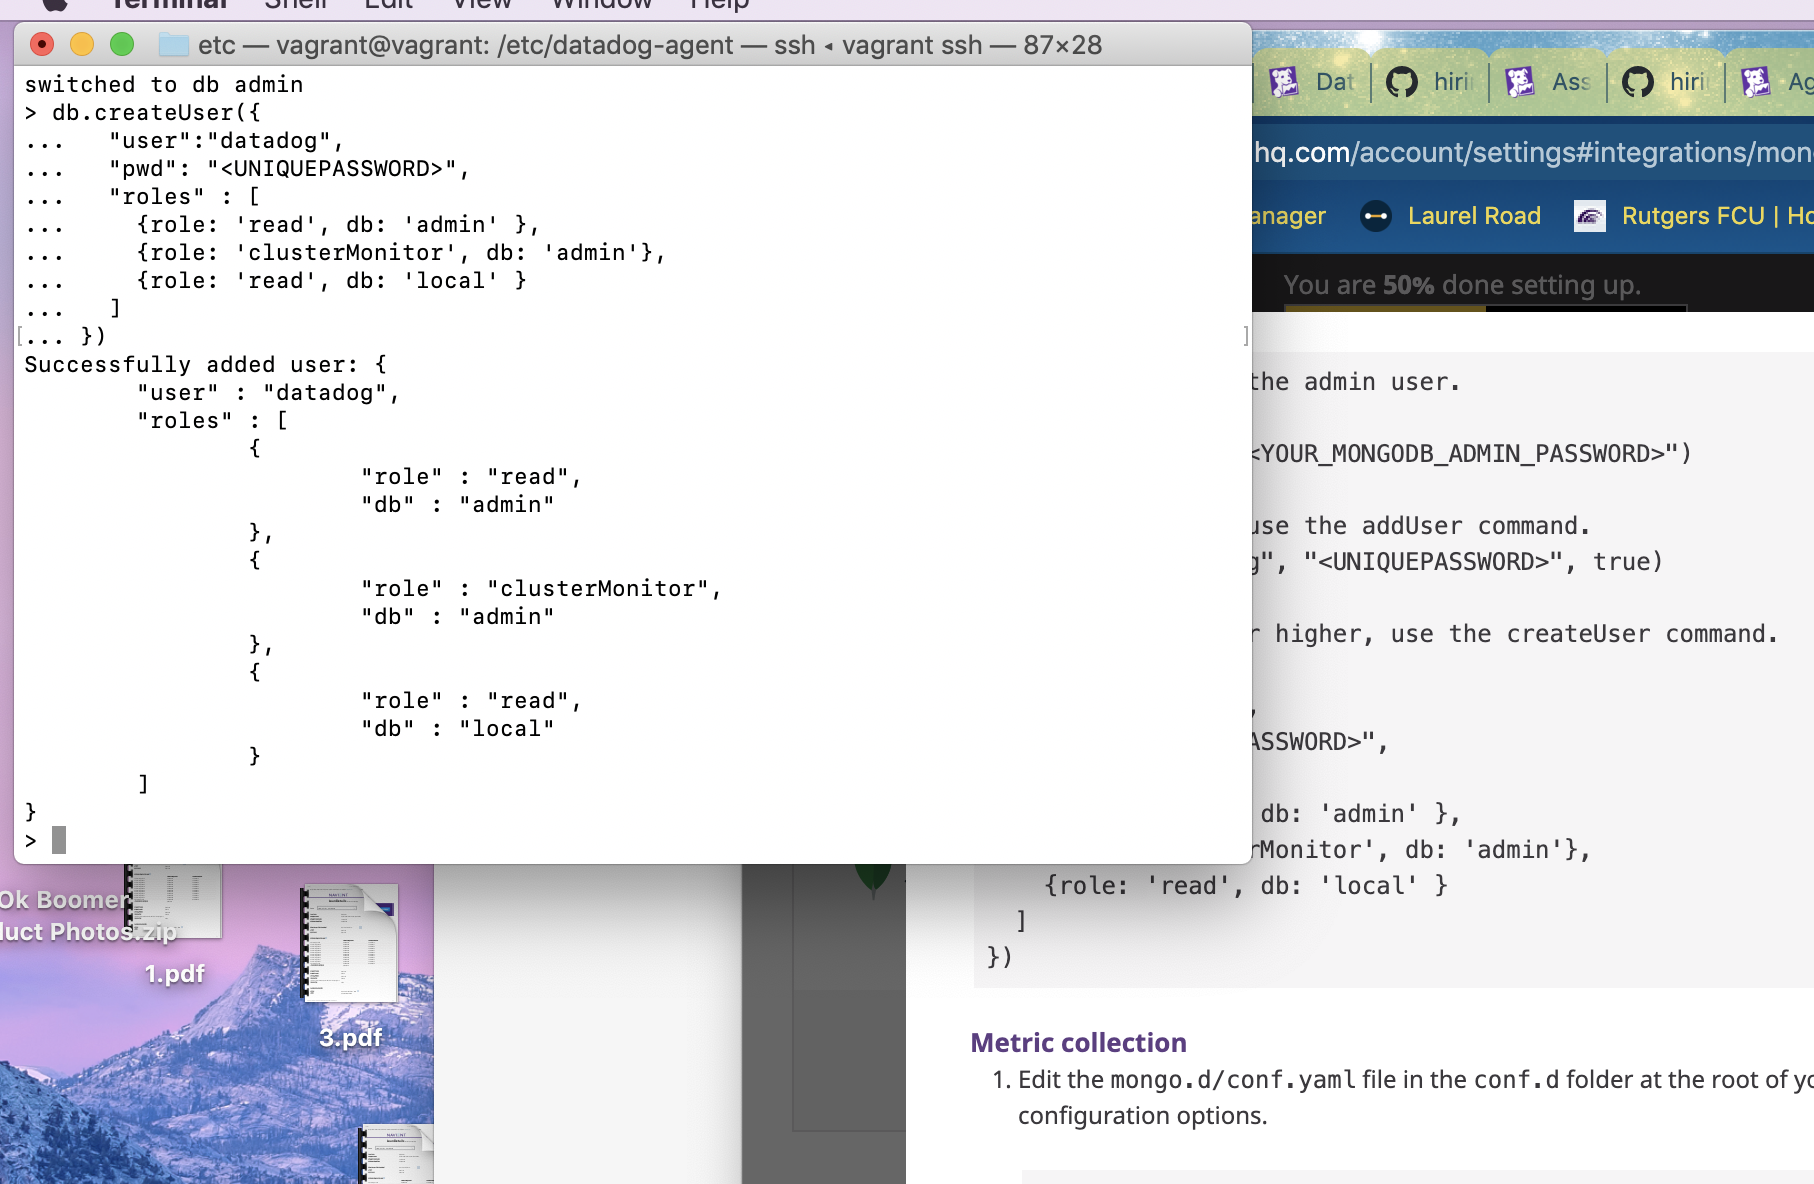 Terminal Shell Edit View Window Help
etc — vagrant@vagrant: /etc/datadog-agent — ssh ◂ vagrant ssh — 87×28
switched to db admin
> db.createUser({
...   "user":"datadog",
...   "pwd": "<UNIQUEPASSWORD>",
...   "roles" : [
...     {role: 'read', db: 'admin' },
...     {role: 'clusterMonitor', db: 'admin'},
...     {role: 'read', db: 'local' }
...   ]
[... })                                                                                ]
Successfully added user: {
        "user" : "datadog",
        "roles" : [
                {
                        "role" : "read",
                        "db" : "admin"
                },
                {
                        "role" : "clusterMonitor",
                        "db" : "admin"
                },
                {
                        "role" : "read",
                        "db" : "local"
                }
        ]
}
>
Dat hiri Ass hiri Ag
hq.com/account/settings#integrations/mon
anager Laurel Road Rutgers FCU | Ho
You are 50% done setting up.
the admin user.
<YOUR_MONGODB_ADMIN_PASSWORD>")
use the addUser command.
g", "<UNIQUEPASSWORD>", true)
r higher, use the createUser command.
,
ASSWORD>",
db: 'admin' },
rMonitor', db: 'admin'},
{role: 'read', db: 'local' }
]
})
Metric collection
1. Edit the mongo.d/conf.yaml file in the conf.d folder at the root of yo
configuration options.
Ok Boomer
duct Photos.zip
1.pdf
3.pdf